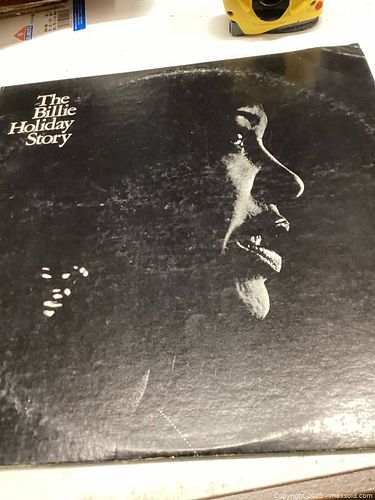 The
Billie
Holiday
Story
Copyright 2025 - maxsold.com